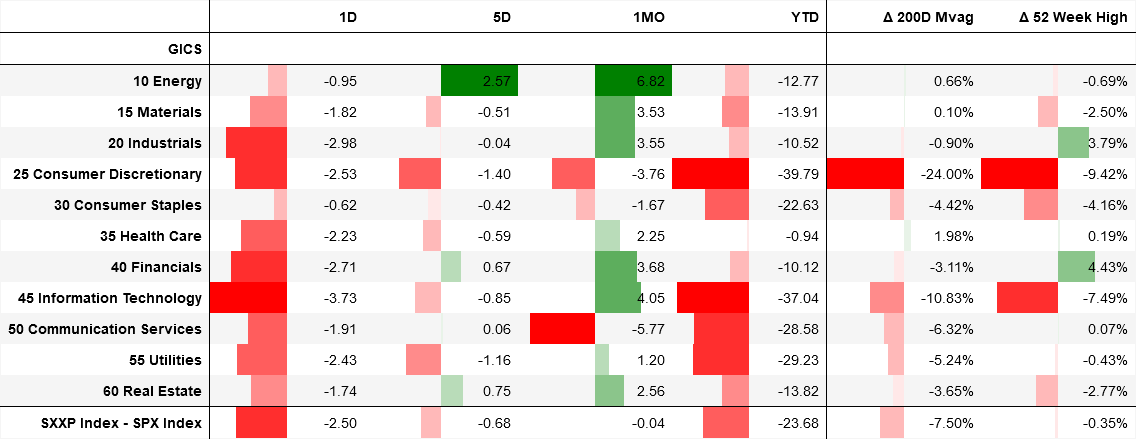 1D 5D 1MO YTD Δ 200D Mvag Δ 52 Week High
GICS
10 Energy -0.95 2.57 6.82 -12.77 0.66% -0.69%
15 Materials -1.82 -0.51 3.53 -13.91 0.10% -2.50%
20 Industrials -2.98 -0.04 3.55 -10.52 -0.90% 3.79%
25 Consumer Discretionary -2.53 -1.40 -3.76 -39.79 -24.00% -9.42%
30 Consumer Staples -0.62 -0.42 -1.67 -22.63 -4.42% -4.16%
35 Health Care -2.23 -0.59 2.25 -0.94 1.98% 0.19%
40 Financials -2.71 0.67 3.68 -10.12 -3.11% 4.43%
45 Information Technology -3.73 -0.85 4.05 -37.04 -10.83% -7.49%
50 Communication Services -1.91 0.06 -5.77 -28.58 -6.32% 0.07%
55 Utilities -2.43 -1.16 1.20 -29.23 -5.24% -0.43%
60 Real Estate -1.74 0.75 2.56 -13.82 -3.65% -2.77%
SXXP Index - SPX Index -2.50 -0.68 -0.04 -23.68 -7.50% -0.35%